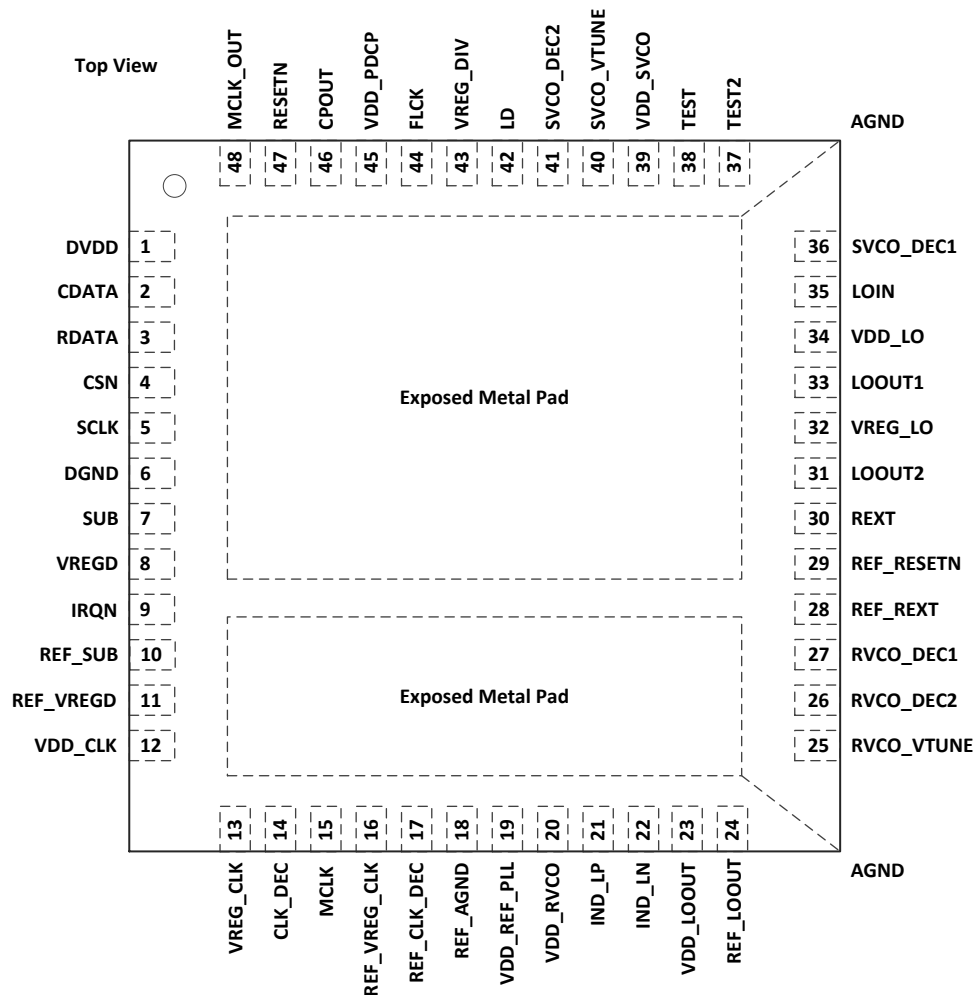 Top View
MCLK_OUT
RESETN
CPOUT
VDD_PDCP
FLCK
VREG_DIV
LD
SVCO_DEC2
SVCO_VTUNE
VDD_SVCO
TEST
TEST2
AGND
48
47
46
45
44
43
42
41
40
39
38
37
DVDD 1
CDATA 2
RDATA 3
CSN 4
SCLK 5
DGND 6
SUB 7
VREGD 8
IRQN 9
REF_SUB 10
REF_VREGD 11
VDD_CLK 12
Exposed Metal Pad
Exposed Metal Pad
36 SVCO_DEC1
35 LOIN
34 VDD_LO
33 LOOUT1
32 VREG_LO
31 LOOUT2
30 REXT
29 REF_RESETN
28 REF_REXT
27 RVCO_DEC1
26 RVCO_DEC2
25 RVCO_VTUNE
13
14
15
16
17
18
19
20
21
22
23
24
VREG_CLK
CLK_DEC
MCLK
REF_VREG_CLK
REF_CLK_DEC
REF_AGND
VDD_REF_PLL
VDD_RVCO
IND_LP
IND_LN
VDD_LOOUT
REF_LOOUT
AGND